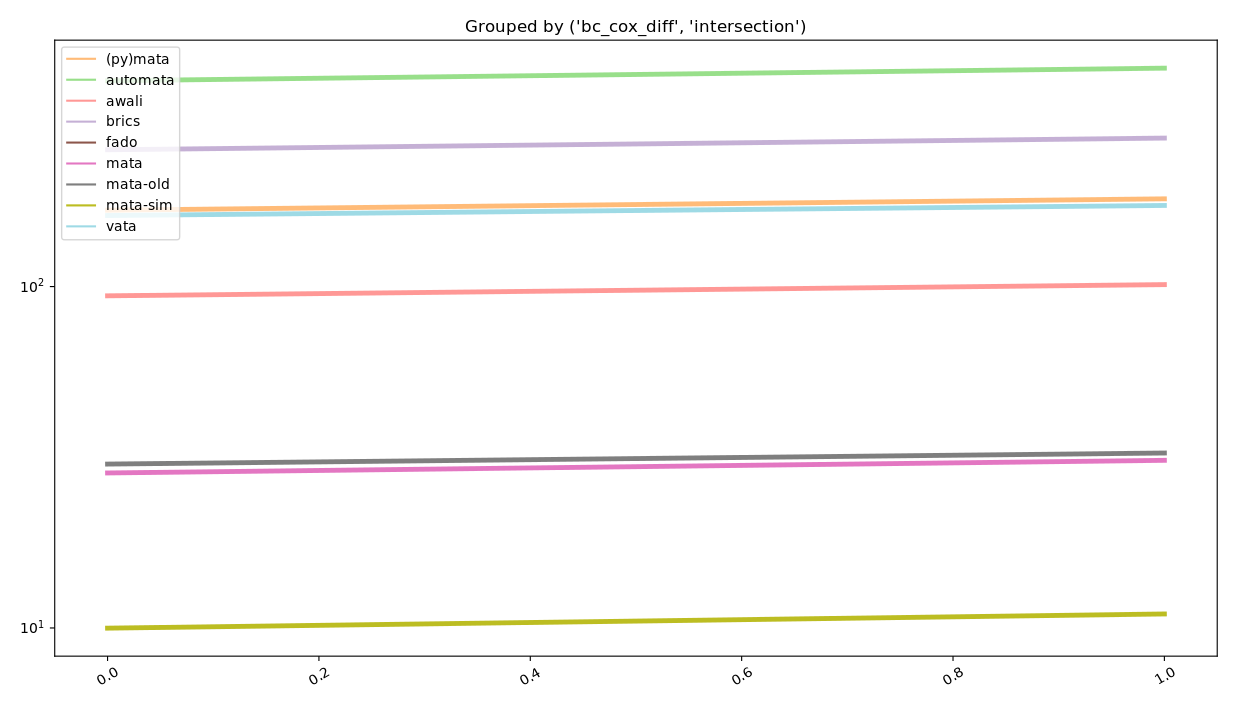 Grouped by ('bc_cox_diff', 'intersection')
(py)mata
automata
awali
brics
fado
mata
mata-old
mata-sim
vata
10²
10¹
0.0 0.2 0.4 0.6 0.8 1.0